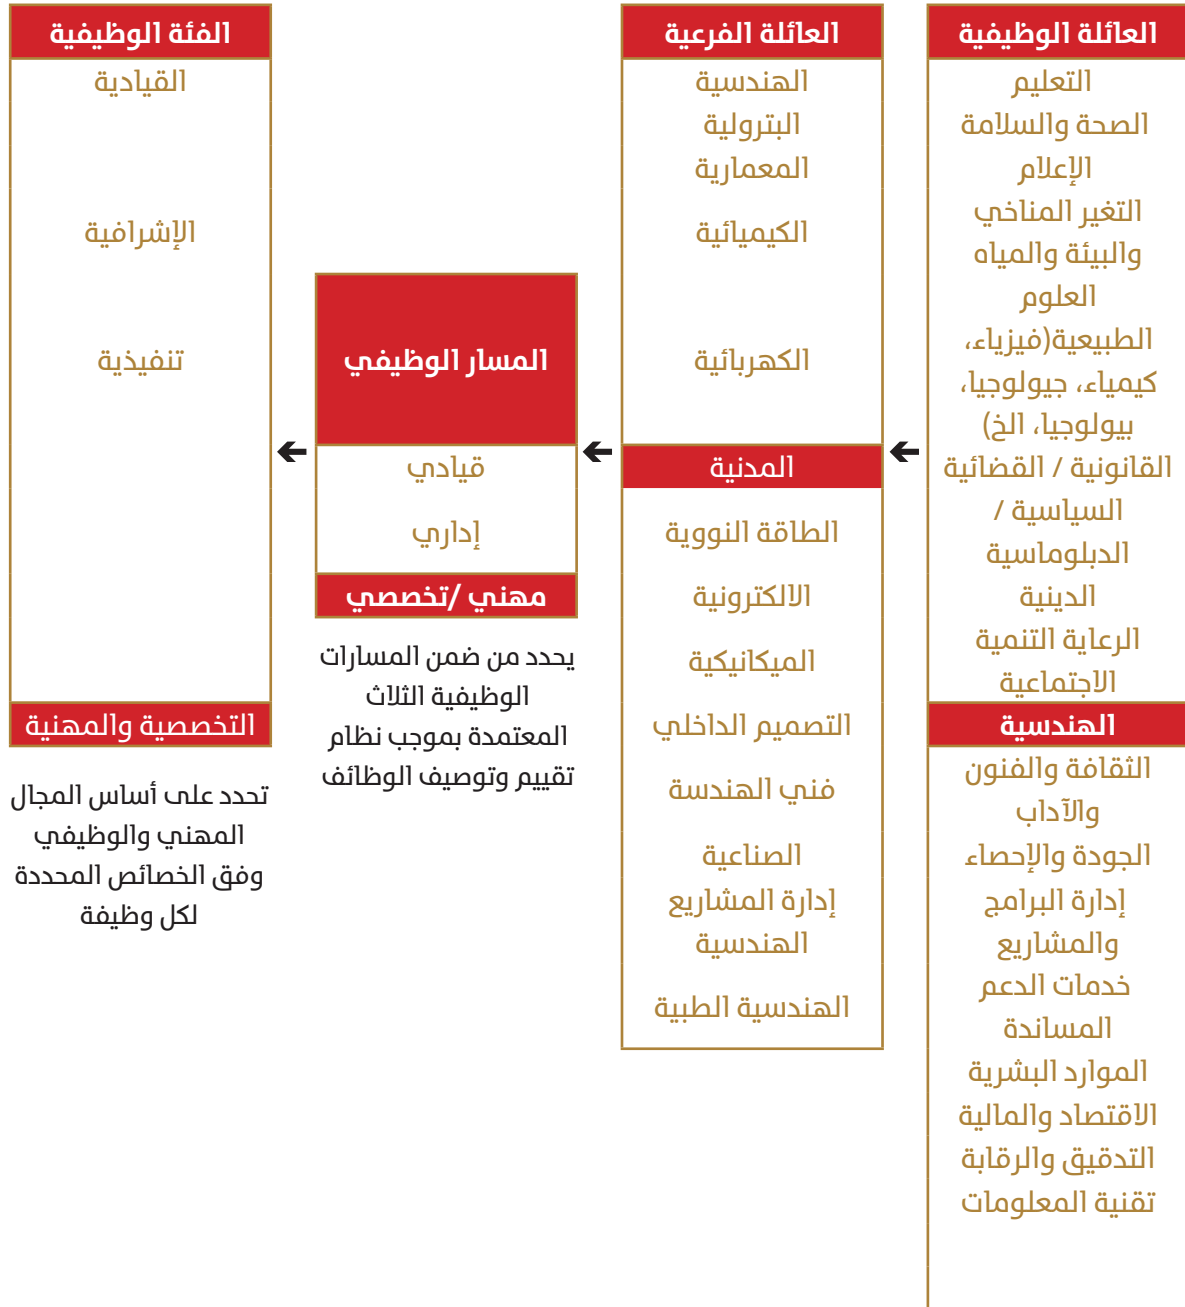 العائلة الوظيفية
التعليم
الصحة والسلامة
الإعلام
التغير المناخي
والبيئة والمياه
العلوم
الطبيعية(فيزياء،
كيمياء، جيولوجيا،
بيولوجيا، الخ)
القانونية / القضائية
السياسية /
الدبلوماسية
الدينية
الرعاية التنمية
الاجتماعية
الهندسية
الثقافة والفنون
والآداب
الجودة والإحصاء
إدارة البرامج
والمشاريع
خدمات الدعم
المساندة
الموارد البشرية
الاقتصاد والمالية
التدقيق والرقابة
تقنية المعلومات
العائلة الفرعية
الهندسية
البترولية
المعمارية
الكيميائية
الكهربائية
المدنية
الطاقة النووية
الالكترونية
الميكانيكية
التصميم الداخلي
فني الهندسة
الصناعية
إدارة المشاريع
الهندسية
الهندسية الطبية
المسار الوظيفي
قيادي
إداري
مهني /تخصصي
يحدد من ضمن المسارات
الوظيفية الثلاث
المعتمدة بموجب نظام
تقييم وتوصيف الوظائف
الفئة الوظيفية
القيادية
الإشرافية
تنفيذية
التخصصية والمهنية
تحدد على أساس المجال
المهني والوظيفي
وفق الخصائص المحددة
لكل وظيفة